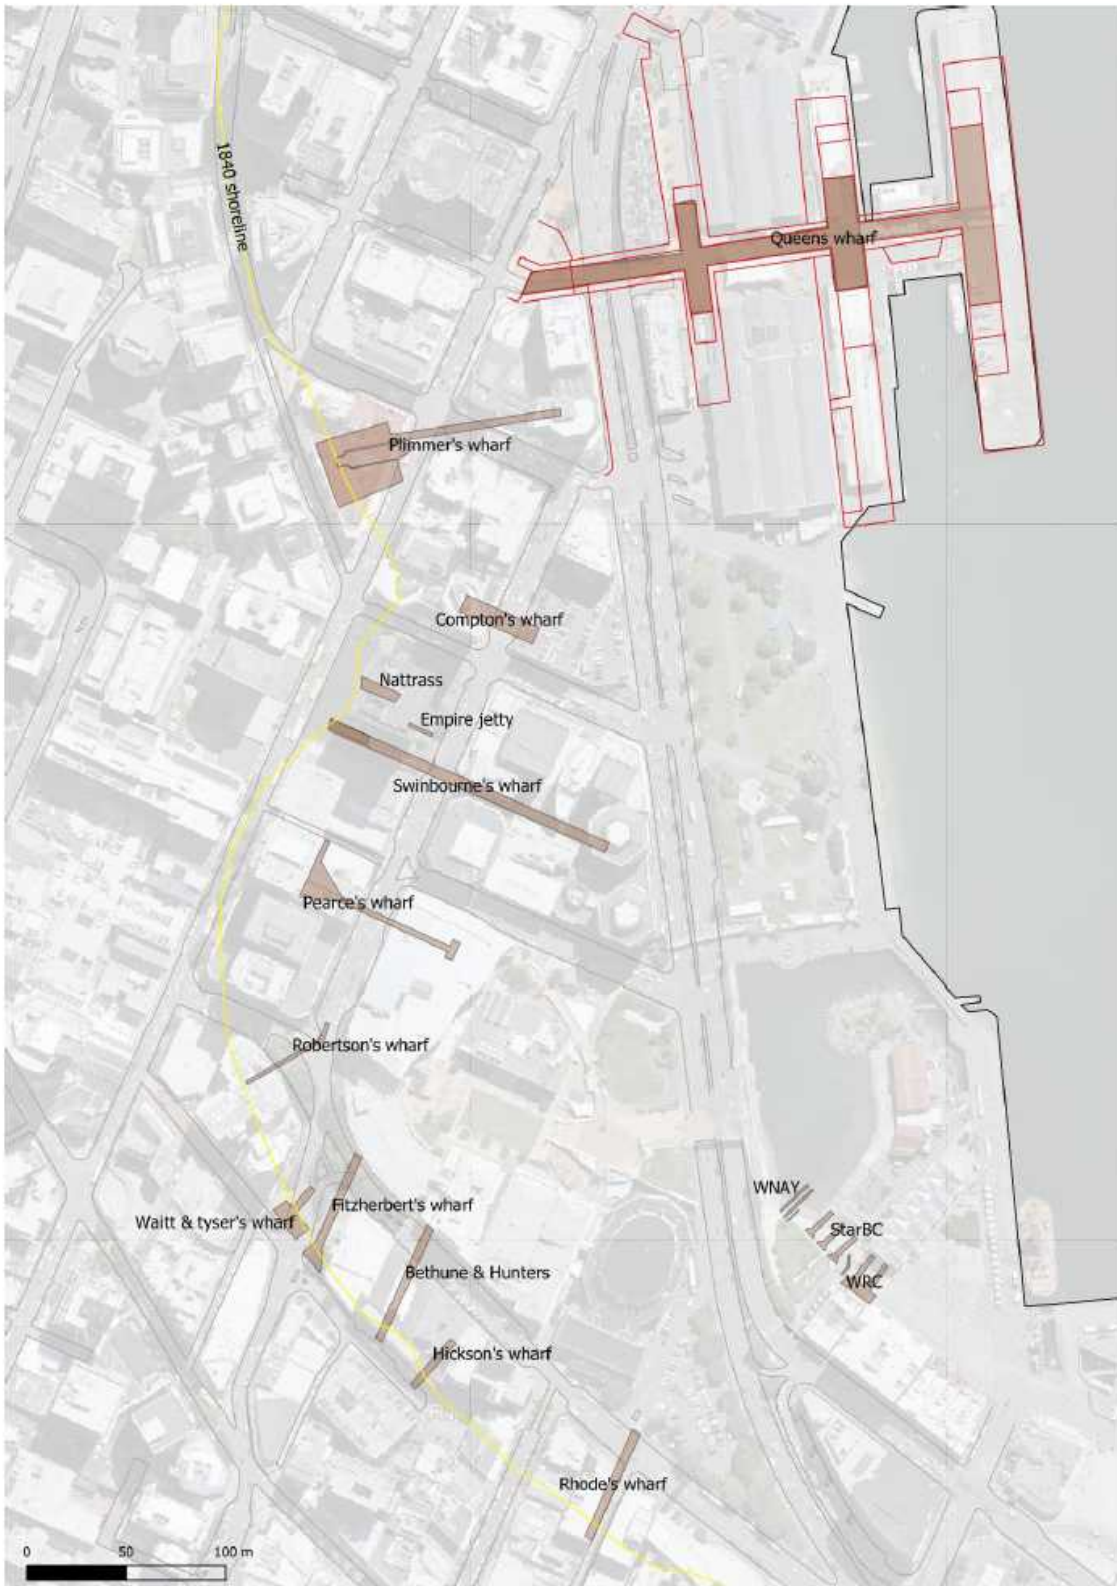 1840 shoreline
Queens wharf
Plimmer's wharf
Compton's wharf
Nattrass
Empire jetty
Swinbourne's wharf
Pearce's wharf
Robertson's wharf
WNAY
Fitzherbert's wharf
Waitt & tyser's wharf
StarBC
Bethune & Hunters
WRC
Hickson's wharf
Rhode's wharf
0 50 100 m